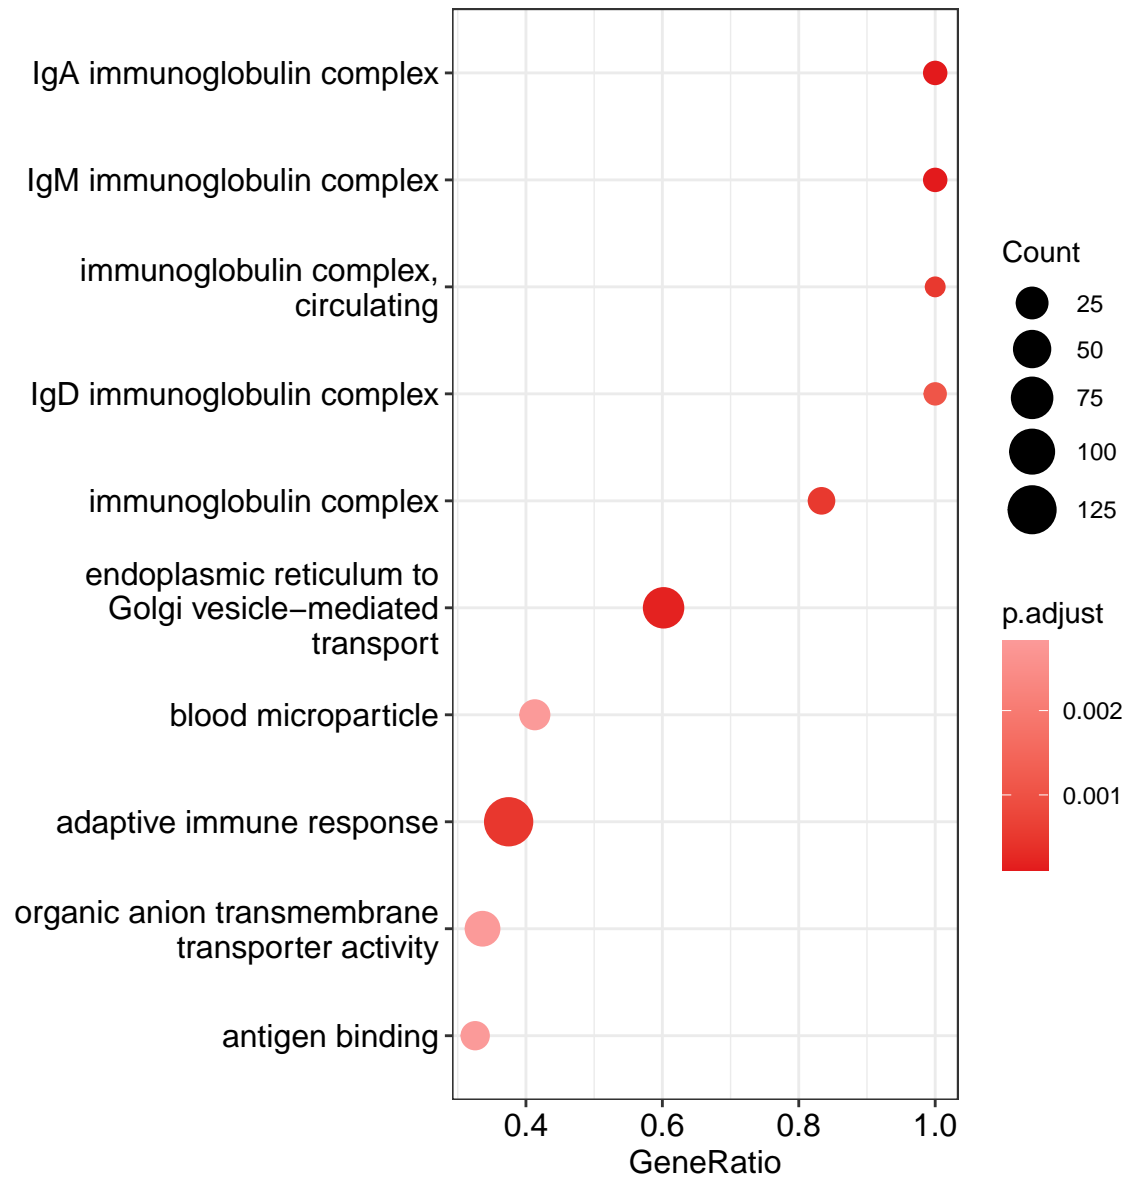 IgA immunoglobulin complex
IgM immunoglobulin complex
immunoglobulin complex,
circulating
IgD immunoglobulin complex
immunoglobulin complex
endoplasmic reticulum to
Golgi vesicle−mediated
transport
blood microparticle
adaptive immune response
organic anion transmembrane
transporter activity
antigen binding
0.4 0.6 0.8 1.0
GeneRatio
Count
25
50
75
100
125
p.adjust
0.002
0.001